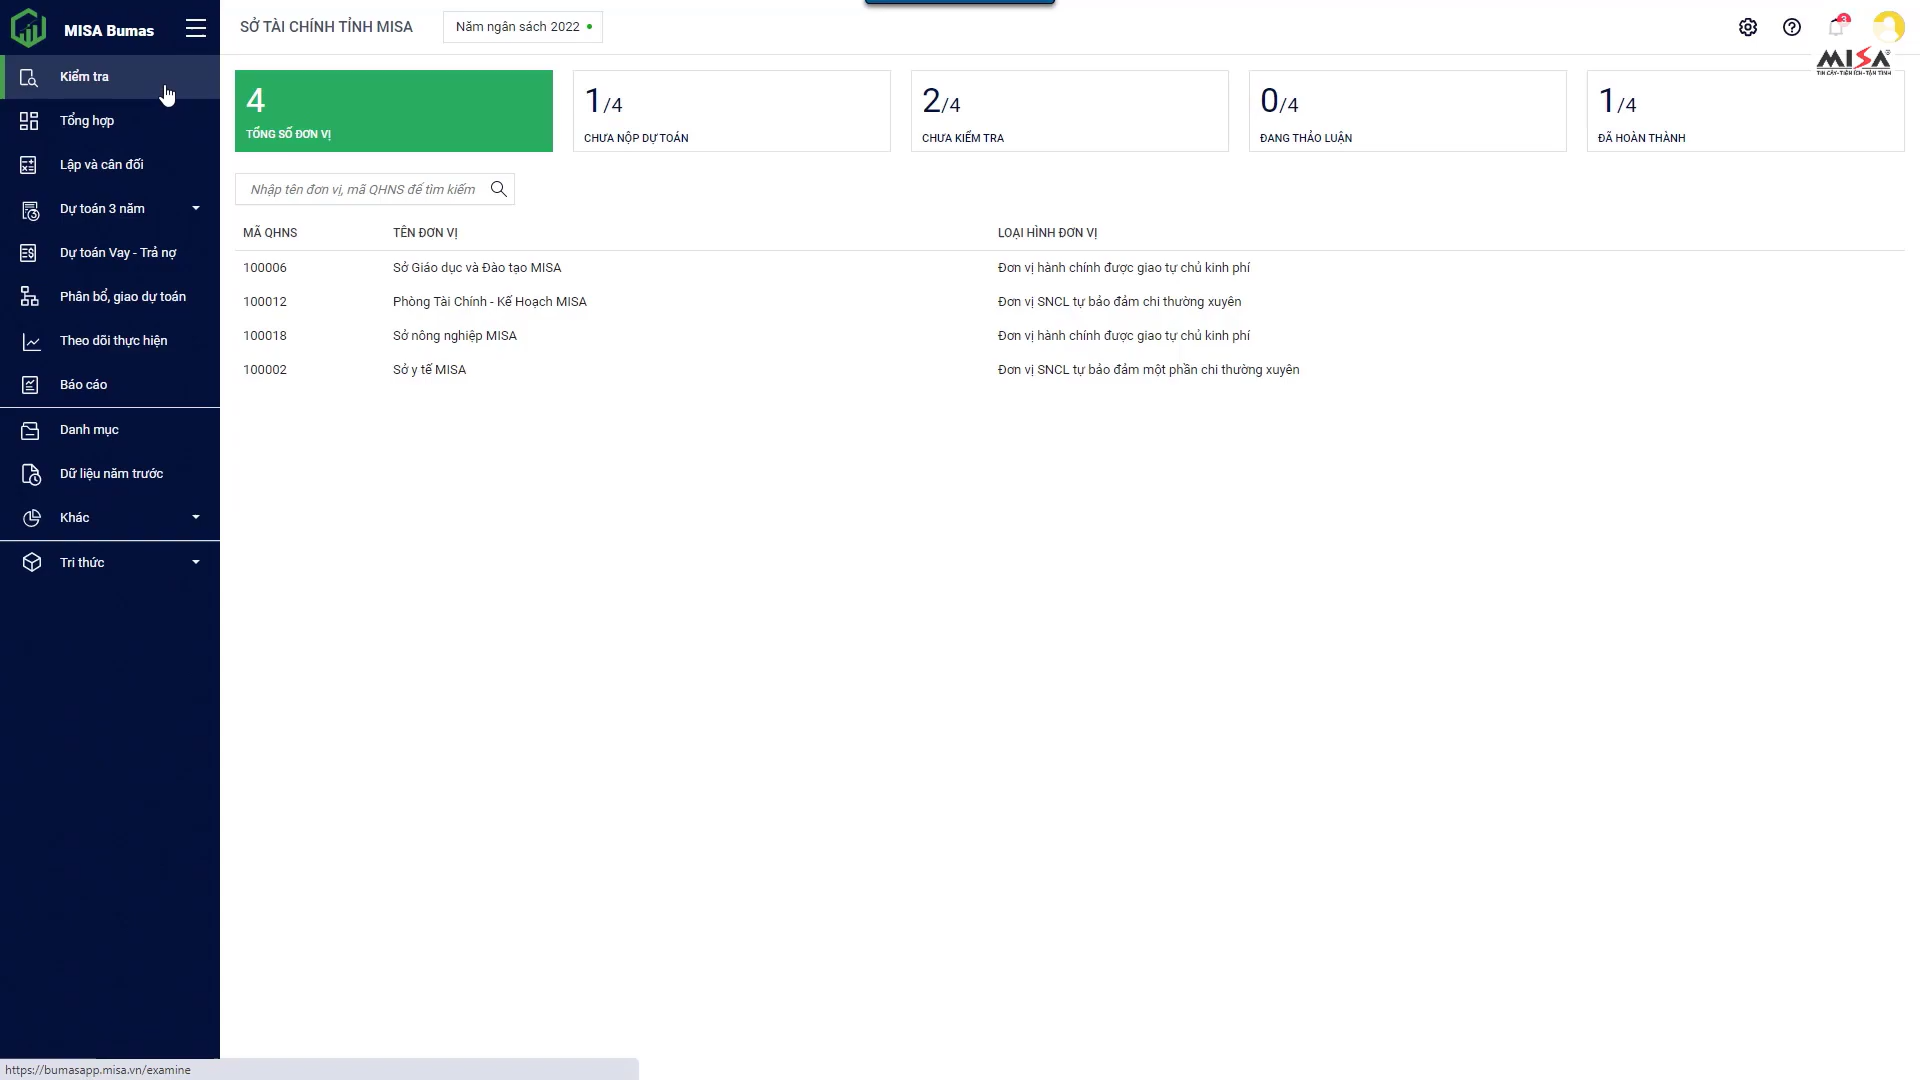 MISA Bumas
SỞ TÀI CHÍNH TỈNH MISA
Năm ngân sách 2022
3
MISA
TIN CẬY - TIỆN ÍCH - TẬN TÌNH
Kiểm tra
Tổng hợp
Lập và cân đối
Dự toán 3 năm
Dự toán Vay - Trả nợ
Phân bổ, giao dự toán
Theo dõi thực hiện
Báo cáo
Danh mục
Dữ liệu năm trước
Khác
Tri thức
4
TỔNG SỐ ĐƠN VỊ
1/4
CHƯA NỘP DỰ TOÁN
2/4
CHƯA KIỂM TRA
0/4
ĐANG THẢO LUẬN
1/4
ĐÃ HOÀN THÀNH
Nhập tên đơn vị, mã QHNS để tìm kiếm
MÃ QHNS TÊN ĐƠN VỊ LOẠI HÌNH ĐƠN VỊ
100006 Sở Giáo dục và Đào tạo MISA Đơn vị hành chính được giao tự chủ kinh phí
100012 Phòng Tài Chính - Kế Hoạch MISA Đơn vị SNCL tự bảo đảm chi thường xuyên
100018 Sở nông nghiệp MISA Đơn vị hành chính được giao tự chủ kinh phí
100002 Sở y tế MISA Đơn vị SNCL tự bảo đảm một phần chi thường xuyên
https://bumasapp.misa.vn/examine